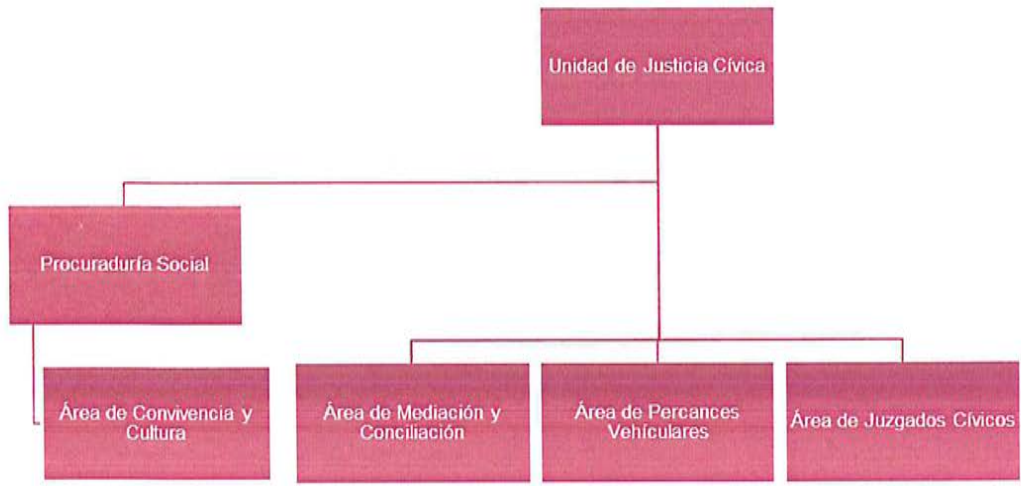 Unidad de Justicia Cívica
Procuraduría Social
Área de Convivencia y
Cultura
Área de Mediación y
Conciliación
Área de Percances
Vehículares
Área de Juzgados Cívicos